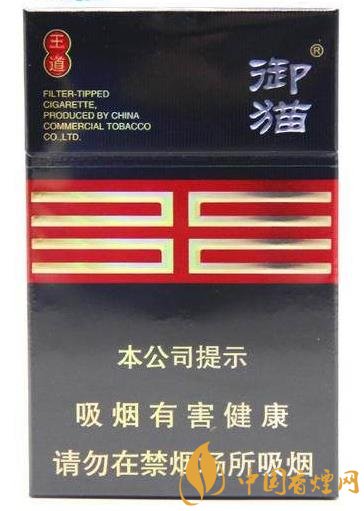 王
道
御猫®
FILTER-TIPPED
CIGARETTE,
PRODUCED BY CHINA
COMMERCIAL TOBACCO
CO.,LTD.
本公司提示
吸烟有害健康
请勿在禁烟场所吸烟
中国香煙网